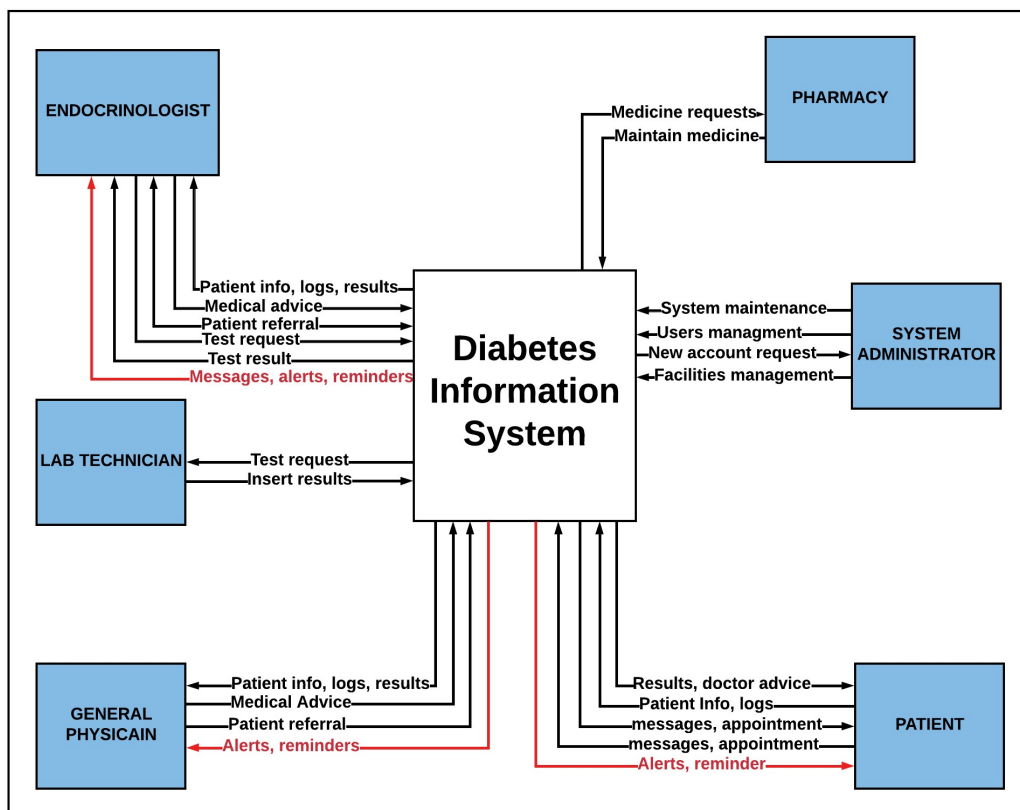 ENDOCRINOLOGIST
PHARMACY
Medicine requests
Maintain medicine
Patient info, logs, results
Medical advice
Patient referral
Test request
Test result
Messages, alerts, reminders
Diabetes
Information
System
System maintenance
Users managment
New account request
Facilities management
SYSTEM
ADMINISTRATOR
LAB TECHNICIAN
Test request
Insert results
GENERAL
PHYSICAIN
Patient info, logs, results
Medical Advice
Patient referral
Alerts, reminders
Results, doctor advice
Patient Info, logs
messages, appointment
messages, appointment
Alerts, reminder
PATIENT